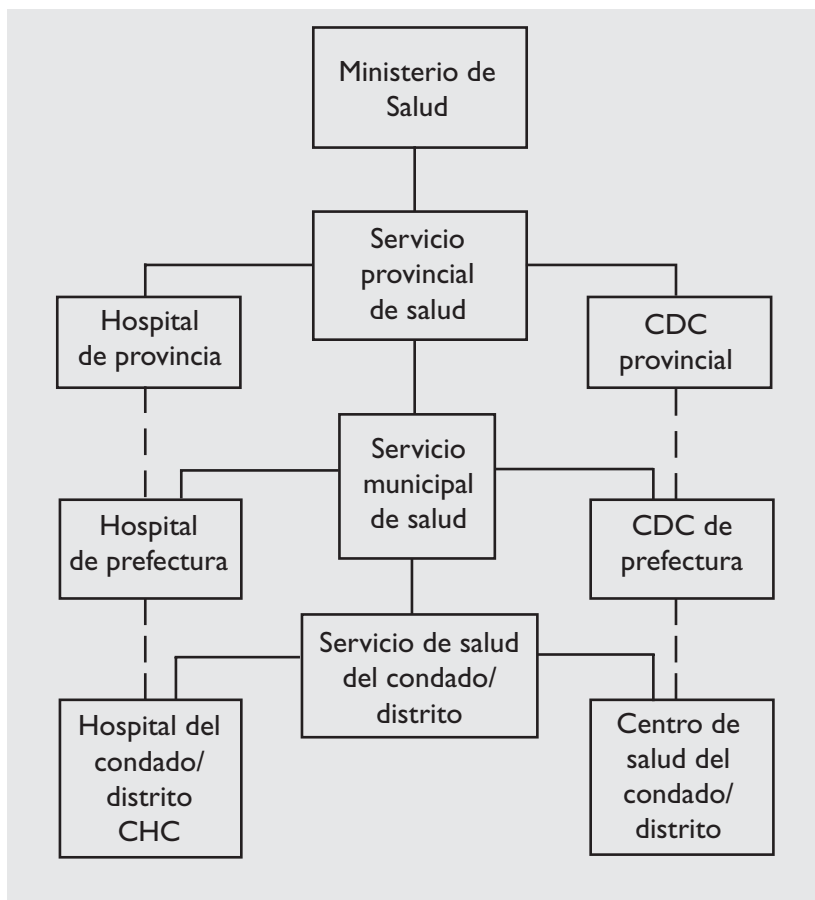 Ministerio de
Salud
Servicio
provincial
de salud
Hospital
de provincia
CDC
provincial
Servicio
municipal
de salud
Hospital
de prefectura
CDC de
prefectura
Servicio de salud
del condado/
distrito
Hospital del
condado/
distrito
CHC
Centro de
salud del
condado/
distrito